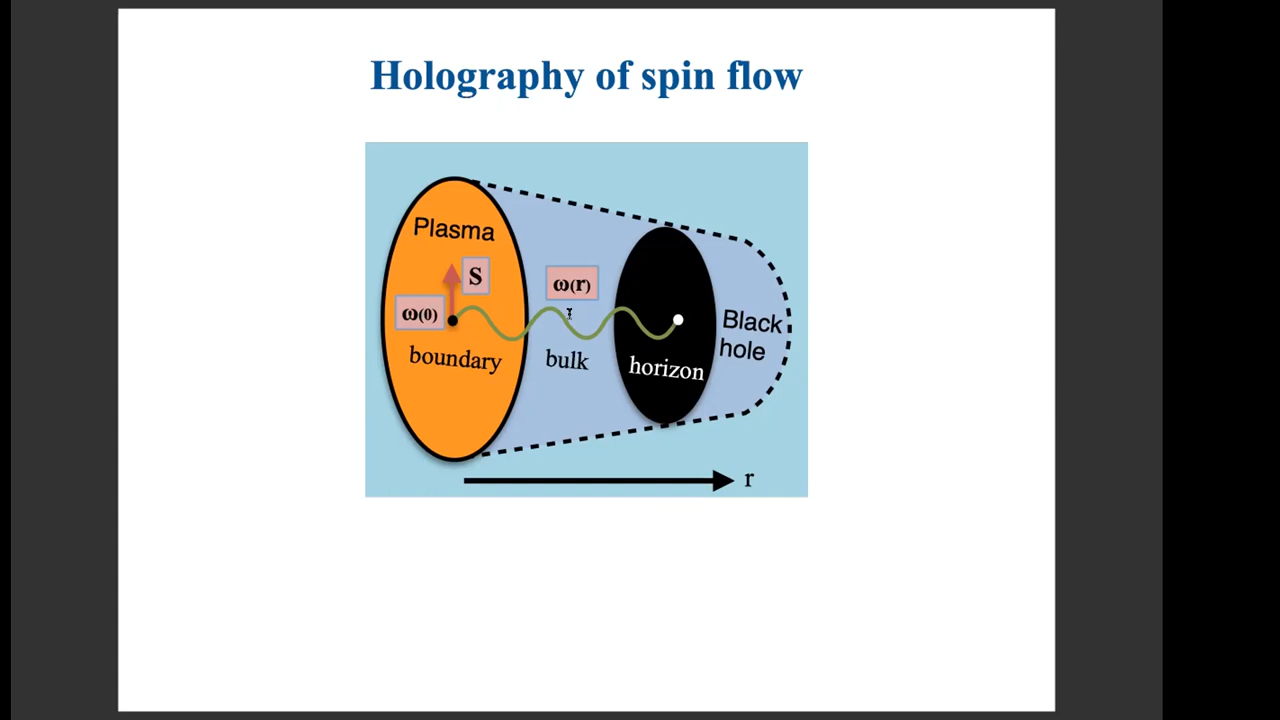 Holography of spin flow
Plasma
S
ω(r)
ω(0)
Black
hole
boundary
bulk
horizon
r